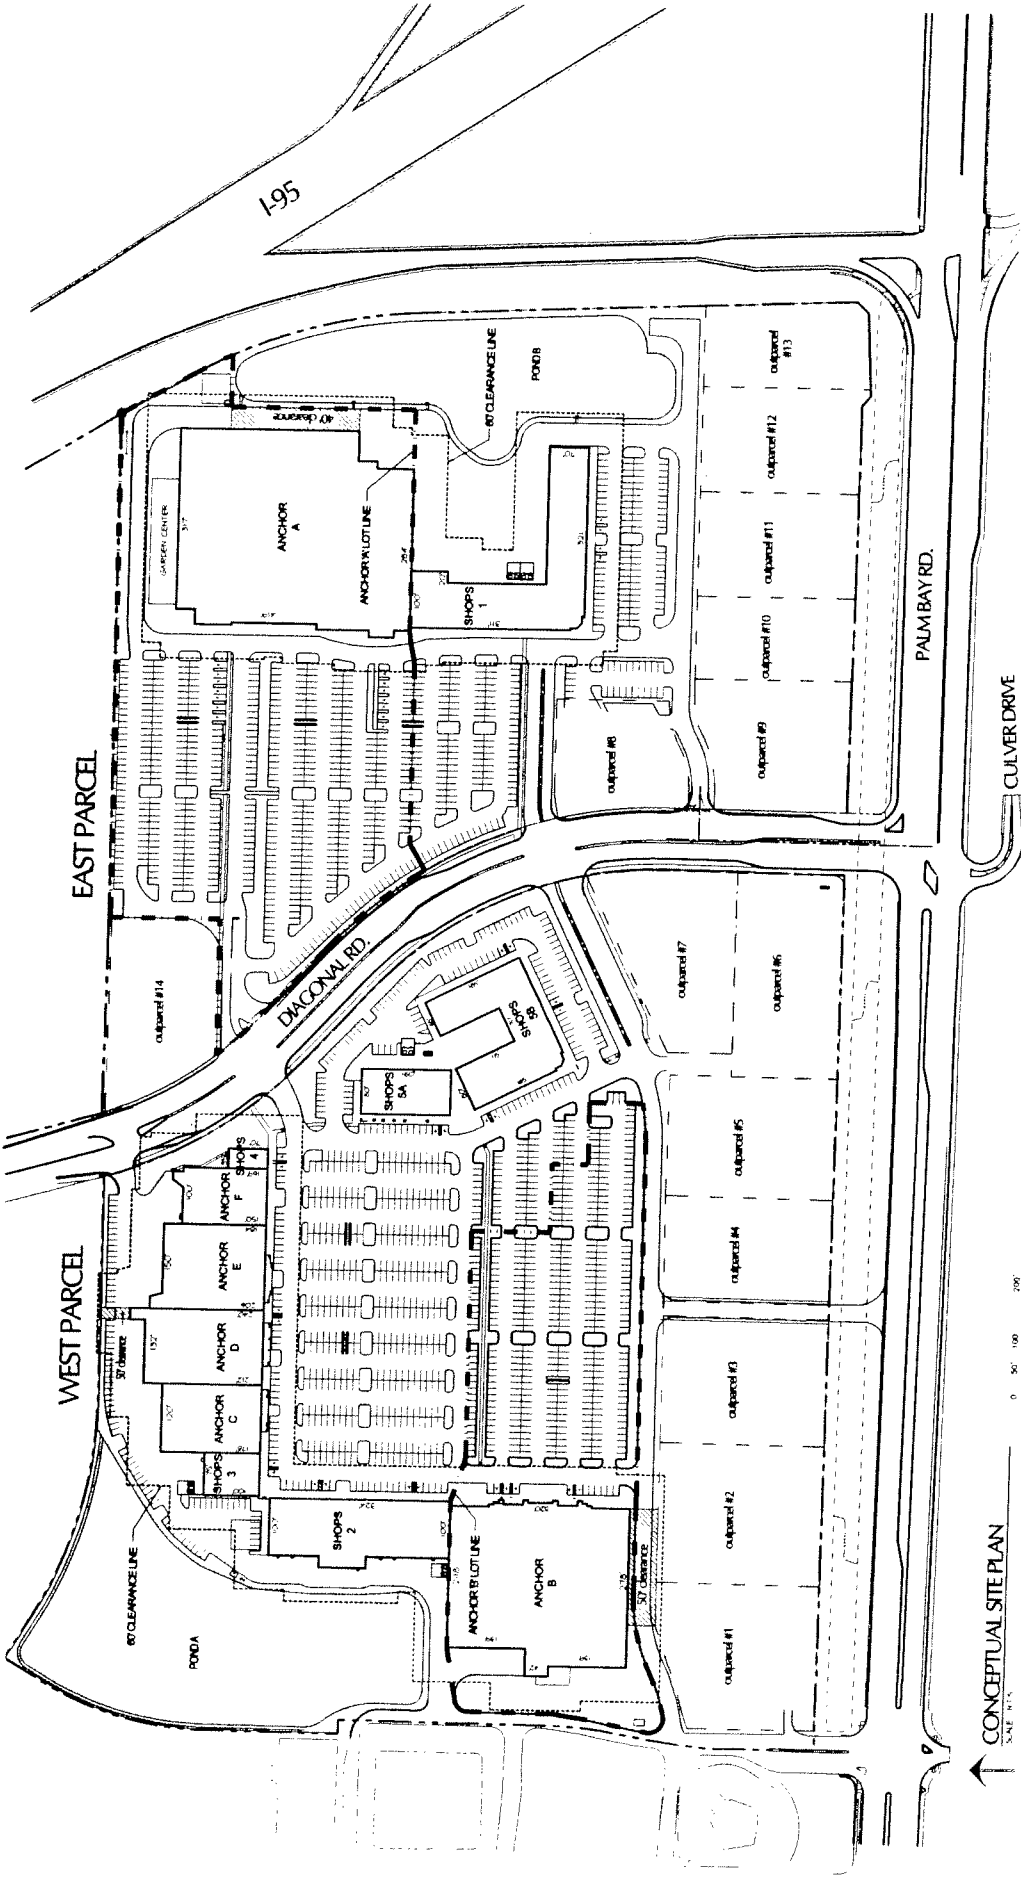 I-95
EAST PARCEL
WEST PARCEL
GARDEN CENTER
317'
ANCHOR
A
40' clearance
ANCHOR 'A' LOT LINE
60' CLEARANCE LINE
POND B
SHOPS
1
100'
311'
outparcel #14
DIAGONAL RD.
outparcel #8
outparcel #9
outparcel #10
outparcel #11
outparcel #12
outparcel
#13
PALM BAY RD.
CULVER DRIVE
SHOPS
5B
SHOPS
5A
SHOPS
4
ANCHOR
F
ANCHOR
E
ANCHOR
D
ANCHOR
C
SHOPS
3
50' clearance
60' CLEARANCE LINE
POND A
SHOPS
2
ANCHOR 'B' LOT LINE
ANCHOR
B
50' clearance
outparcel #7
outparcel #6
outparcel #5
outparcel #4
outparcel #3
outparcel #2
outparcel #1
CONCEPTUAL SITE PLAN
SCALE N.T.S.
0 50' 100 200'